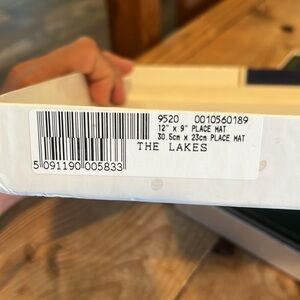 9520 0010560189
12" x 9" PLACE MAT
30.5cm x 23cm PLACE MAT
THE LAKES
5 091190 005833